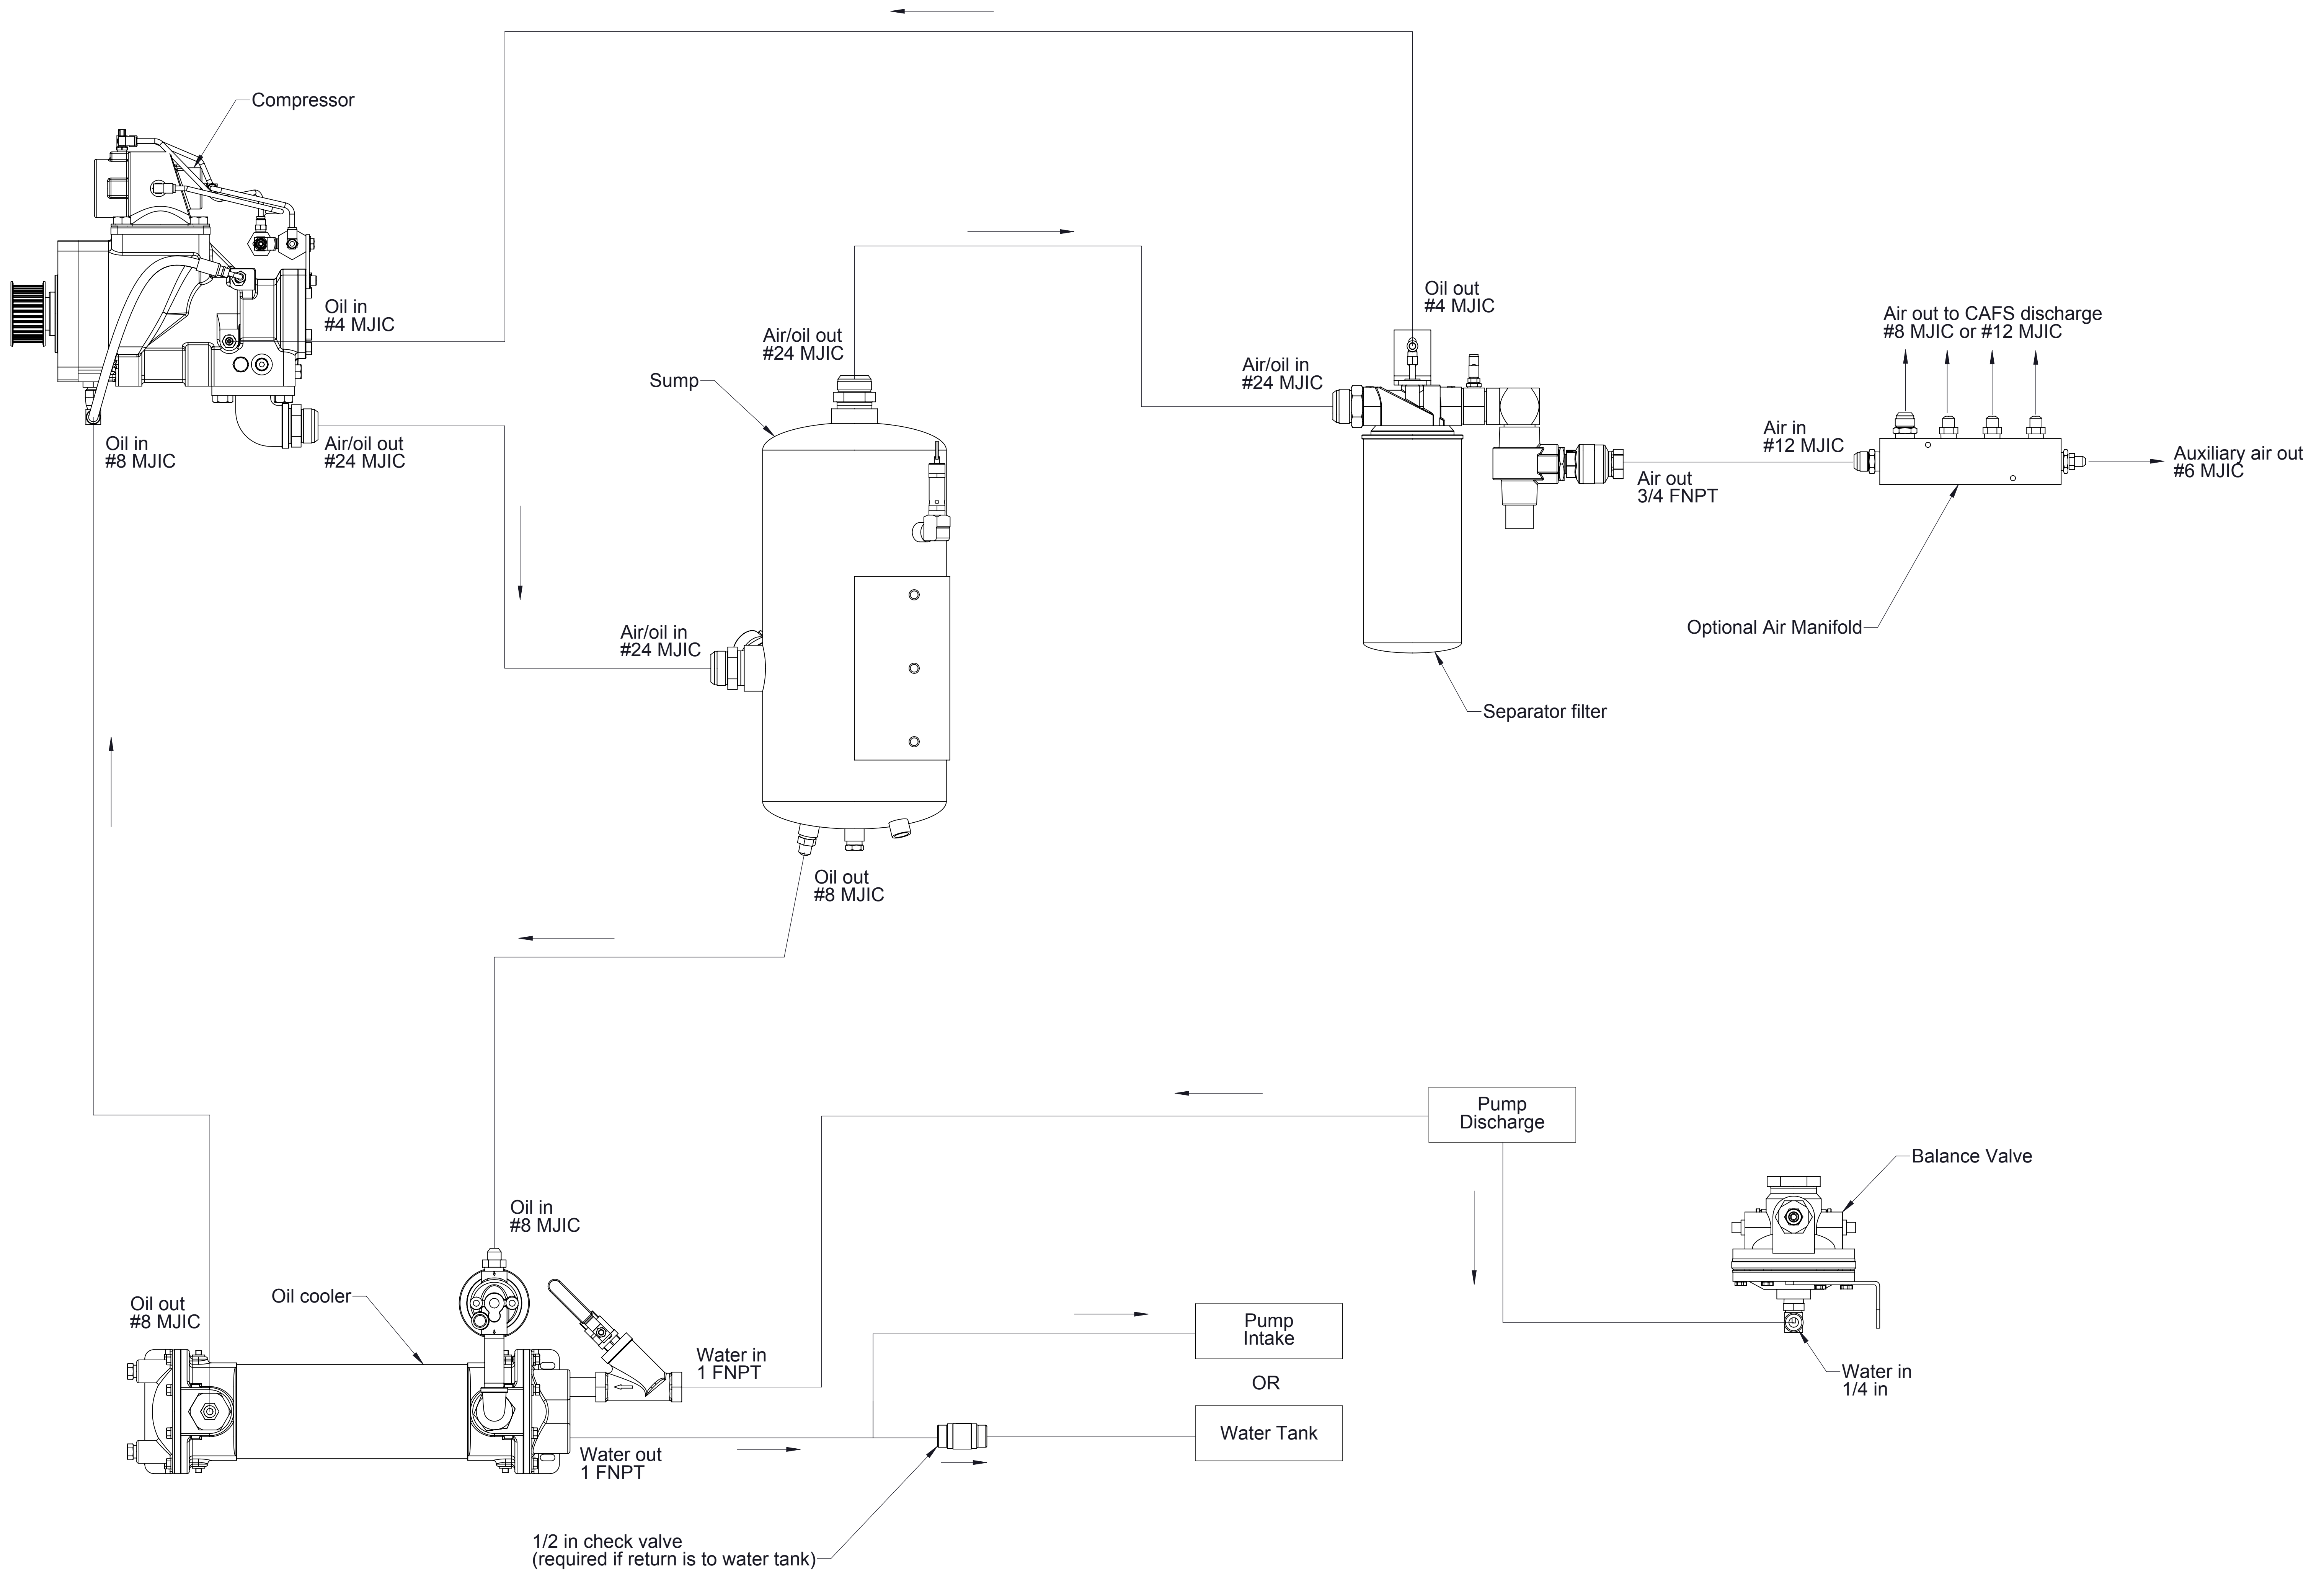 Compressor
Oil in
#4 MJIC
Oil out
#4 MJIC
Air out to CAFS discharge
#8 MJIC or #12 MJIC
Air/oil out
#24 MJIC
Air/oil in
#24 MJIC
Sump
Oil in
#8 MJIC
Air/oil out
#24 MJIC
Air in
#12 MJIC
Auxiliary air out
#6 MJIC
Air out
3/4 FNPT
Air/oil in
#24 MJIC
Optional Air Manifold
Separator filter
Oil out
#8 MJIC
Pump
Discharge
Balance Valve
Oil in
#8 MJIC
Oil out
#8 MJIC
Oil cooler
Pump
Intake
Water in
1 FNPT
OR
Water in
1/4 in
Water Tank
Water out
1 FNPT
1/2 in check valve
(required if return is to water tank)